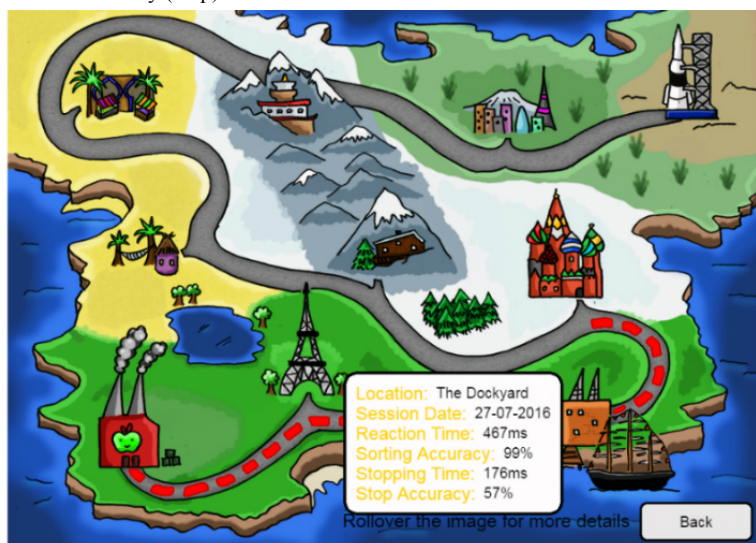 Location: The Dockyard
Session Date: 27-07-2016
Reaction Time: 467ms
Sorting Accuracy: 99%
Stopping Time: 176ms
Stop Accuracy: 57%
Rollover the image for more details
Back